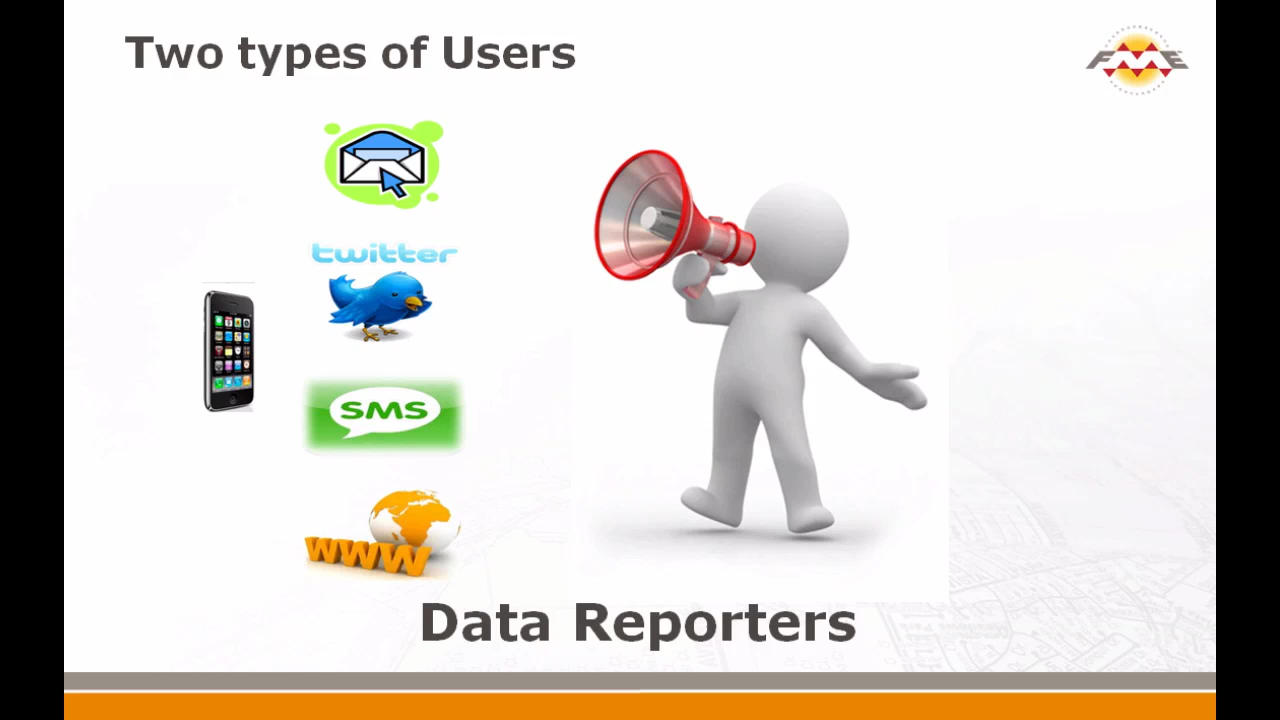 Two types of Users
FME
twitter
SMS
www
Data Reporters